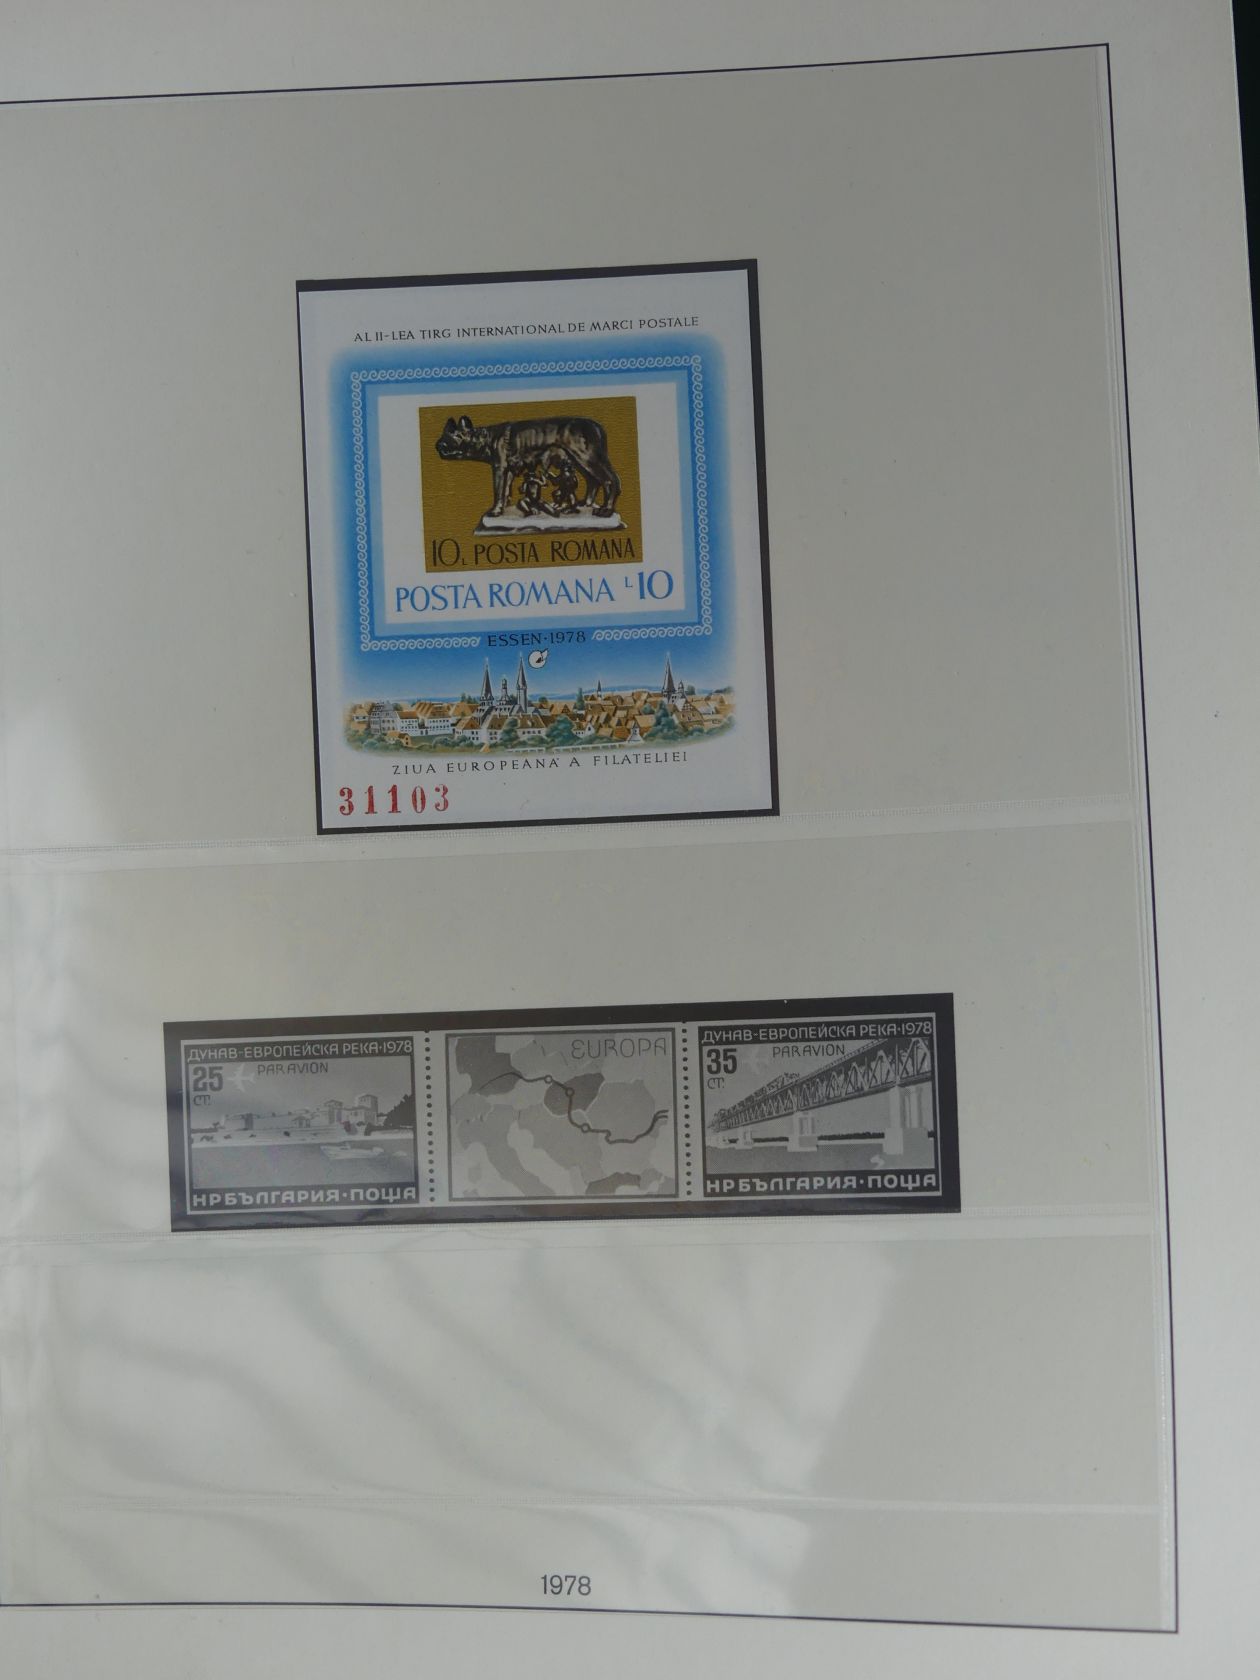 AL II-LEA TIRG INTERNATIONAL DE MARCI POSTALE
10L POSTA ROMANA
POSTA ROMANA L10
ESSEN·1978
ZIUA EUROPEANA A FILATELIEI
31103
ДУНАВ-ЕВРОПЕЙСКА РЕКА·1978
PAR AVION
25
СТ.
НРБЪЛГАРИЯ·ПОЩА
EUROPA
ДУНАВ-ЕВРОПЕЙСКА РЕКА·1978
PAR AVION
35
СТ.
НРБЪЛГАРИЯ·ПОЩА
1978